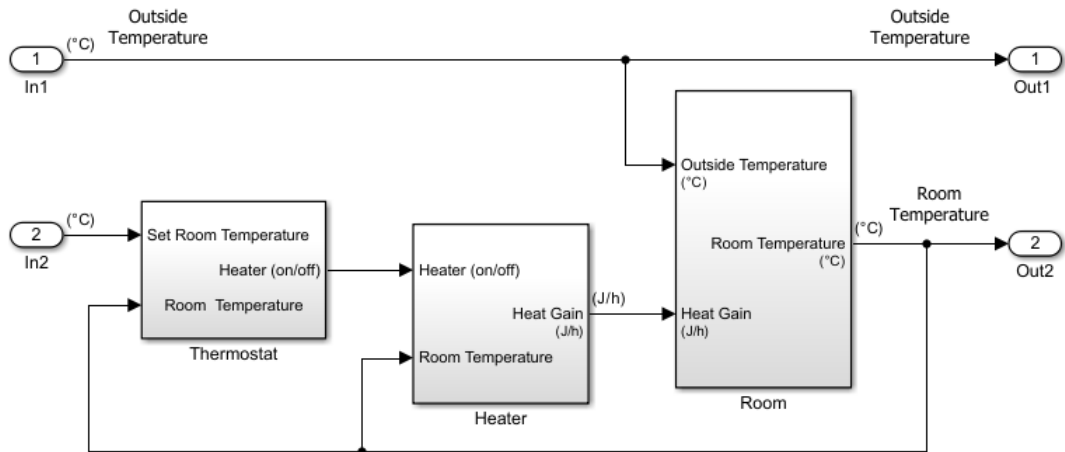 Outside
Temperature
Outside
Temperature
(°C)
1
In1
1
Out1
Outside Temperature
(°C)
Room
Temperature
(°C)
2
In2
Set Room Temperature
Heater (on/off)
Room  Temperature
Thermostat
Heater (on/off)
Heat Gain
(J/h)
Room Temperature
Heater
(J/h)
Room Temperature
(°C)
Heat Gain
(J/h)
Room
(°C)
2
Out2